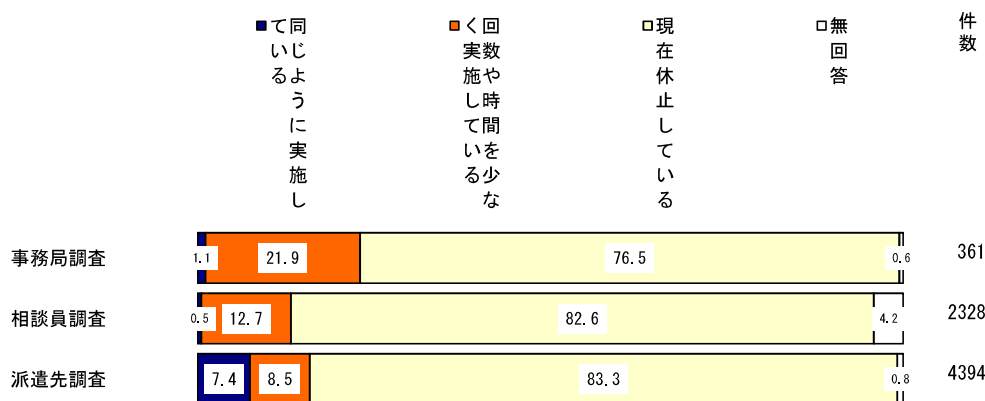 ■同じように実施し
ている
■回数や時間を少な
く実施している
□現在休止している
□無回答
件数
事務局調査 1.1 21.9 76.5 0.6 361
相談員調査 0.5 12.7 82.6 4.2 2328
派遣先調査 7.4 8.5 83.3 0.8 4394